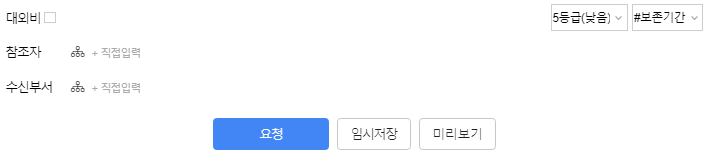 대외비 5등급(낮음) #보존기간
참조자 + 직접입력
수신부서 + 직접입력
요청 임시저장 미리보기